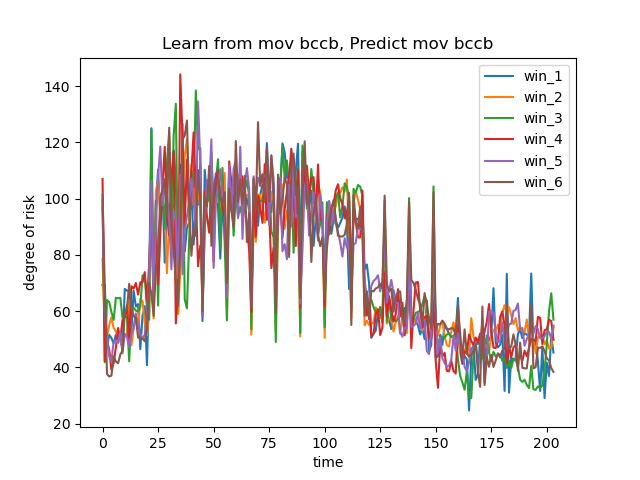 Learn from mov bccb, Predict mov bccb
win_1
win_2
win_3
win_4
win_5
win_6
degree of risk
140
120
100
80
60
40
20
0 25 50 75 100 125 150 175 200
time